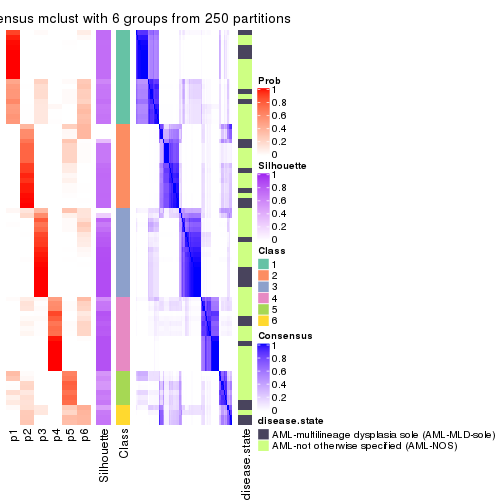 ensus mclust with 6 groups from 250 partitions
Prob
1
0.8
0.6
0.4
0.2
0
Silhouette
1
0.8
0.6
0.4
0.2
0
Class
1
2
3
4
5
6
Consensus
1
0.8
0.6
0.4
0.2
0
disease.state
AML-multilineage dysplasia sole (AML-MLD-sole)
AML-not otherwise specified (AML-NOS)
p1
p2
p3
p4
p5
p6
Silhouette
Class
disease.state